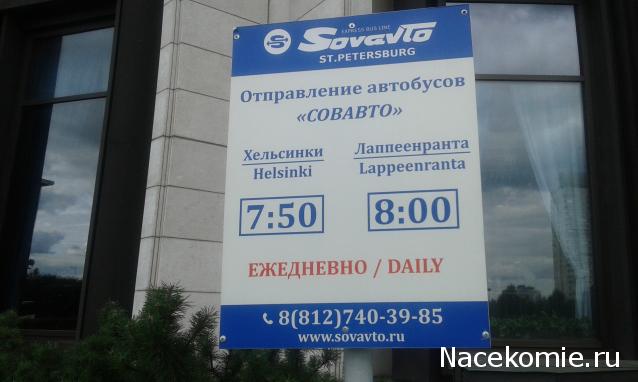 EXPRESS BUS LINE
Sovavto
ST.PETERSBURG
Отправление автобусов
«СОВАВТО»
Хельсинки
Helsinki
7:50
Лаппеенранта
Lappeenranta
8:00
ЕЖЕДНЕВНО / DAILY
8(812)740-39-85
www.sovavto.ru
Nacekomie.ru